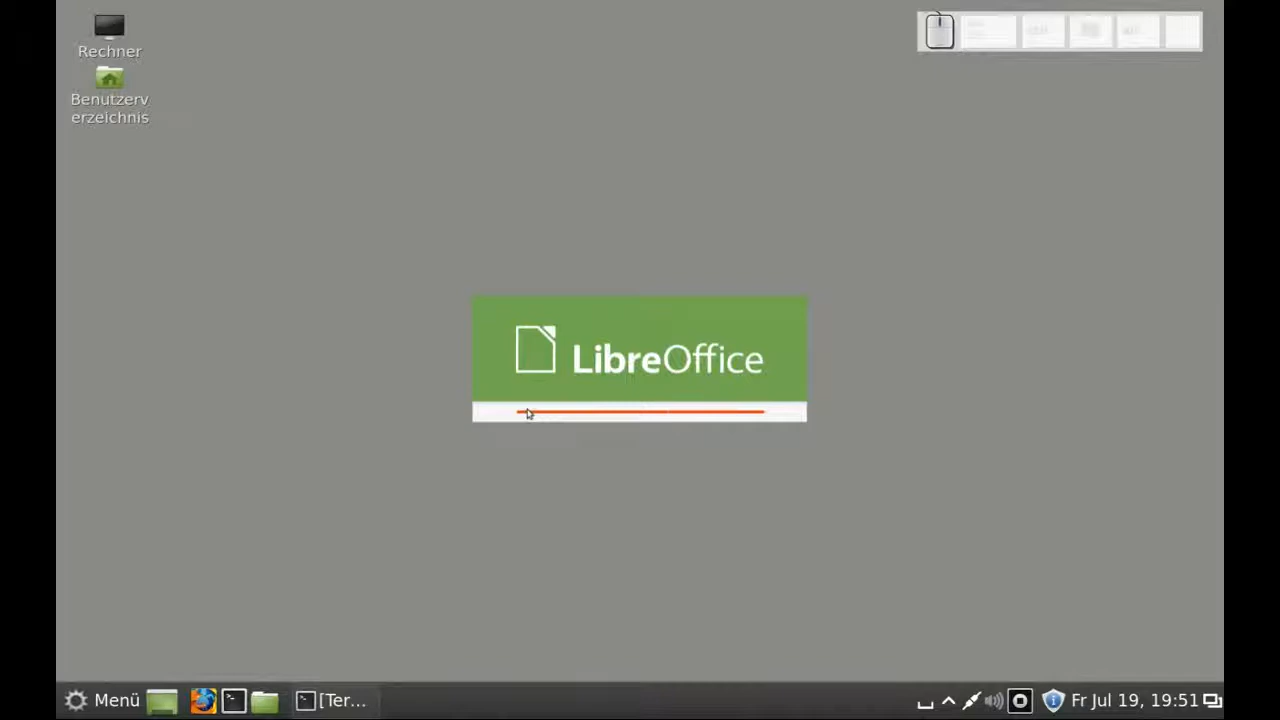 Rechner
Benutzerv
erzeichnis
LibreOffice
Menü
[Ter...
Fr Jul 19, 19:51